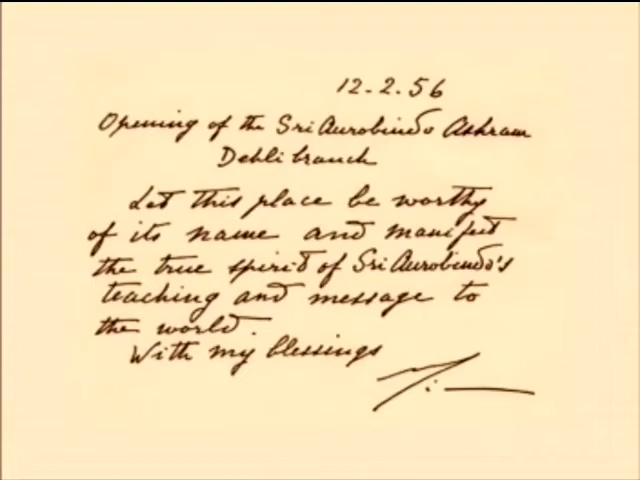 12-2-56
Opening of the Sri Aurobindo Ashram
Dehli branch
Let this place be worthy
of its name and manifest
the true spirit of Sri Aurobindo's
teaching and message to
the world.
With my blessings